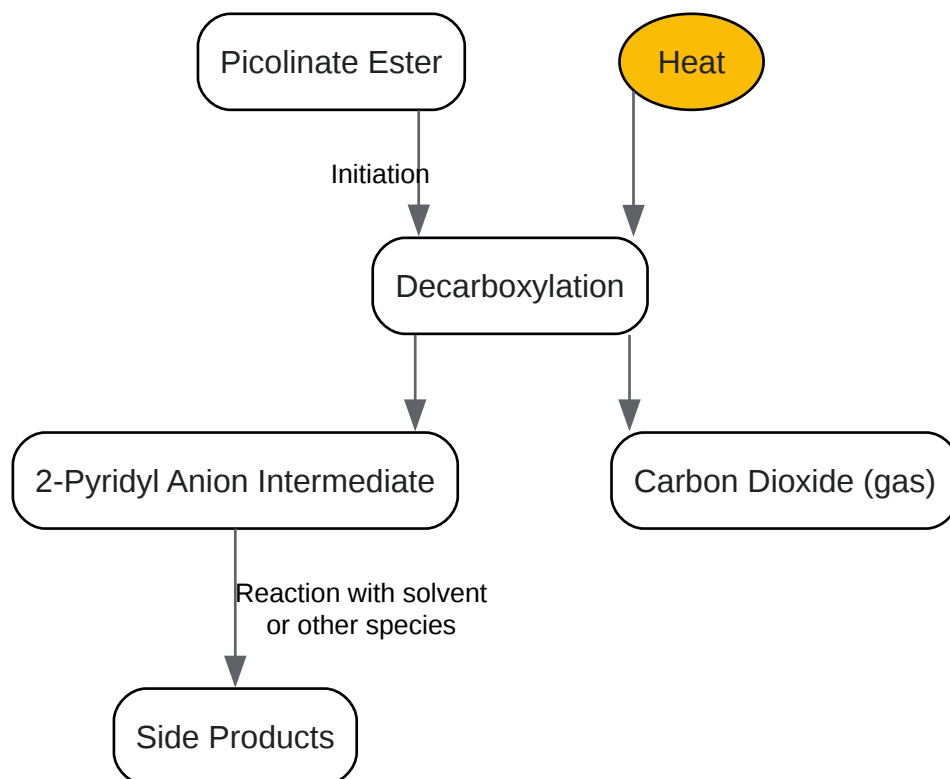 Picolinate Ester
Heat
Initiation
Decarboxylation
2-Pyridyl Anion Intermediate
Carbon Dioxide (gas)
Reaction with solvent
or other species
Side Products